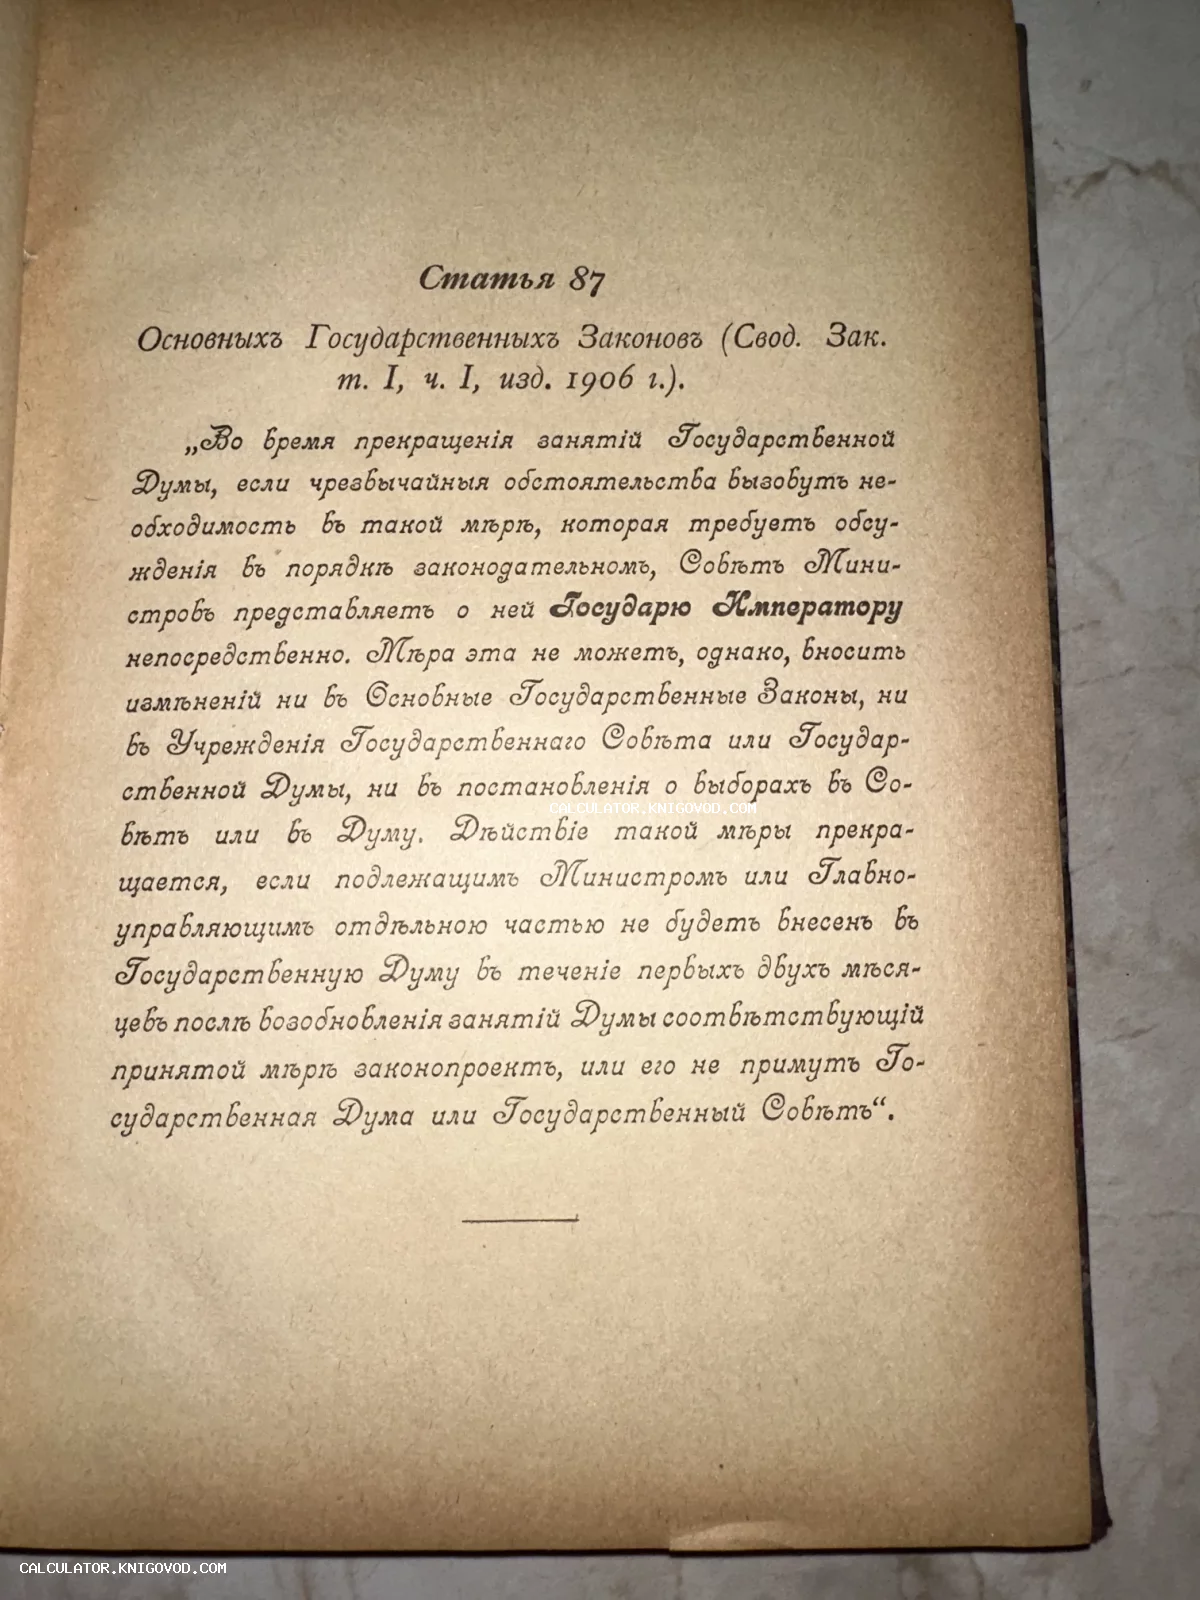 Статья 87
Основныхъ Государственныхъ Законовъ (Свод. Зак.
т. I, ч. I, изд. 1906 г.).
„Во время прекращенія занятій Государственной
Думы, если чрезвычайныя обстоятельства вызовутъ не-
обходимость въ такой мѣрѣ, которая требуетъ обсу-
жденія въ порядкѣ законодательномъ, Совѣтъ Мини-
стровъ представляетъ о ней Государю Императору
непосредственно. Мѣра эта не можетъ, однако, вносить
измѣненій ни въ Основные Государственные Законы, ни
въ Учрежденія Государственнаго Совѣта или Государ-
ственной Думы, ни въ постановленія о выборахъ въ Со-
CALCULATOR.KNIGOVOD.COM
вѣтъ или въ Думу. Дѣйствіе такой мѣры прекра-
щается, если подлежащимъ Министромъ или Главно-
управляющимъ отдѣльною частью не будетъ внесенъ въ
Государственную Думу въ теченіе первыхъ двухъ мѣся-
цевъ послѣ возобновленія занятій Думы соотвѣтствующій
принятой мѣрѣ законопроектъ, или его не примутъ Го-
сударственная Дума или Государственный Совѣтъ“.
CALCULATOR.KNIGOVOD.COM